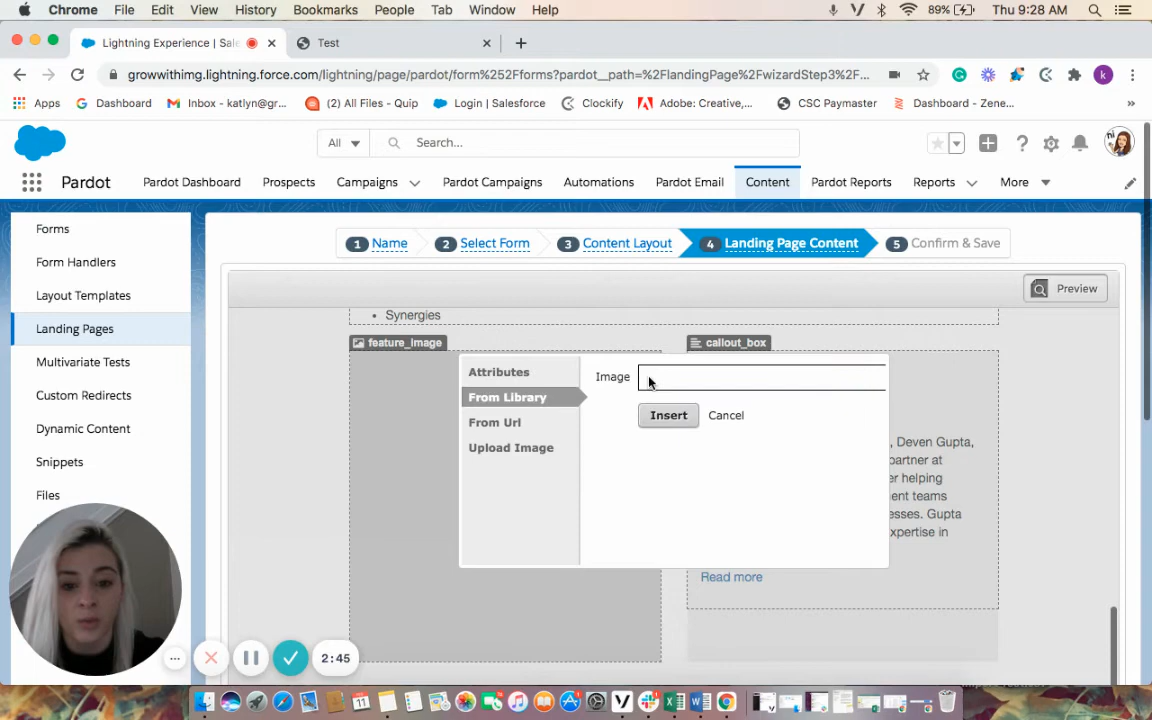 Chrome File Edit View History Bookmarks People Tab Window Help 89% Thu 9:28 AM
Lightning Experience | Sale Test
growwithimg.lightning.force.com/lightning/page/pardot/form%252Fforms?pardot__path=%2FlandingPage%2FwizardStep3%2F...
Apps Dashboard Inbox - katlyn@gr... (2) All Files - Quip Login | Salesforce Clockify Adobe: Creative,... CSC Paymaster Dashboard - Zene... »
All Search...
Pardot Pardot Dashboard Prospects Campaigns Pardot Campaigns Automations Pardot Email Content Pardot Reports Reports More
Forms
Form Handlers
Layout Templates
Landing Pages
Multivariate Tests
Custom Redirects
Dynamic Content
Snippets
Files
1 Name 2 Select Form 3 Content Layout 4 Landing Page Content 5 Confirm & Save
Preview
• Synergies
feature_image callout_box
Attributes
From Library
From Url
Upload Image
Image
Insert Cancel
, Deven Gupta,
partner at
er helping
ent teams
esses. Gupta
xpertise in
Read more
2:45